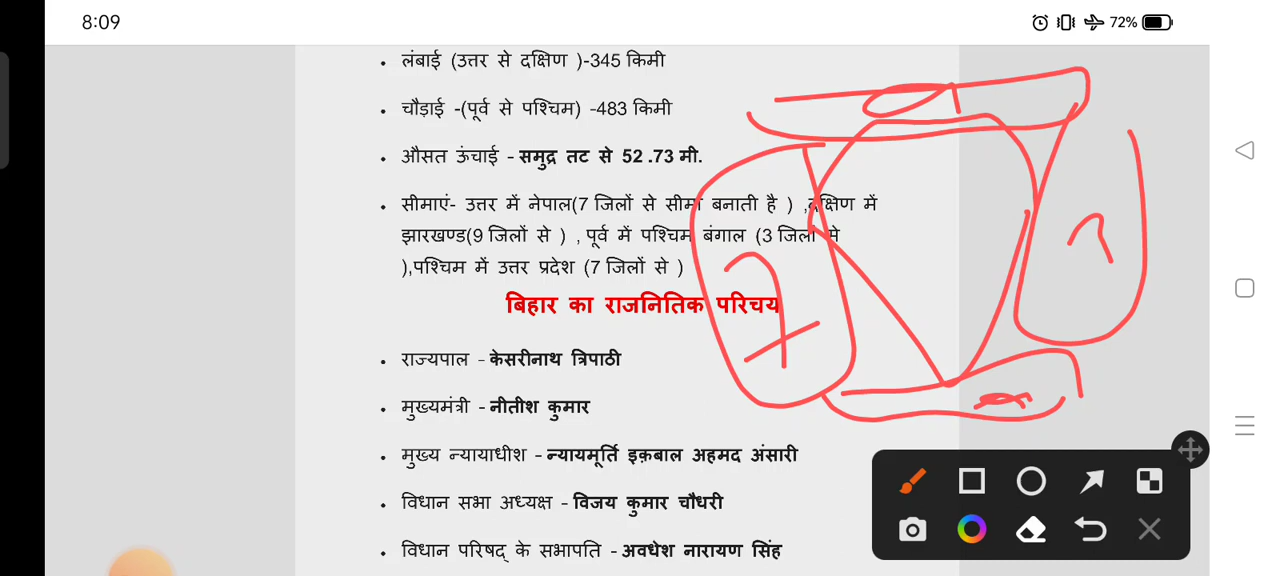 8:09
72%
• लंबाई (उत्तर से दक्षिण )-345 किमी
• चौड़ाई -(पूर्व से पश्चिम) -483 किमी
• औसत ऊंचाई - समुद्र तट से 52 .73 मी.
• सीमाएं- उत्तर में नेपाल(7 जिलों से सीमा बनाती है ) ,दक्षिण में
झारखण्ड(9 जिलों से ) , पूर्व में पश्चिम बंगाल (3 जिलों से
),पश्चिम में उत्तर प्रदेश (7 जिलों से )
बिहार का राजनितिक परिचय
• राज्यपाल - केसरीनाथ त्रिपाठी
• मुख्यमंत्री - नीतीश कुमार
• मुख्य न्यायाधीश - न्यायमूर्ति इक़बाल अहमद अंसारी
• विधान सभा अध्यक्ष - विजय कुमार चौधरी
• विधान परिषद् के सभापति - अवधेश नारायण सिंह